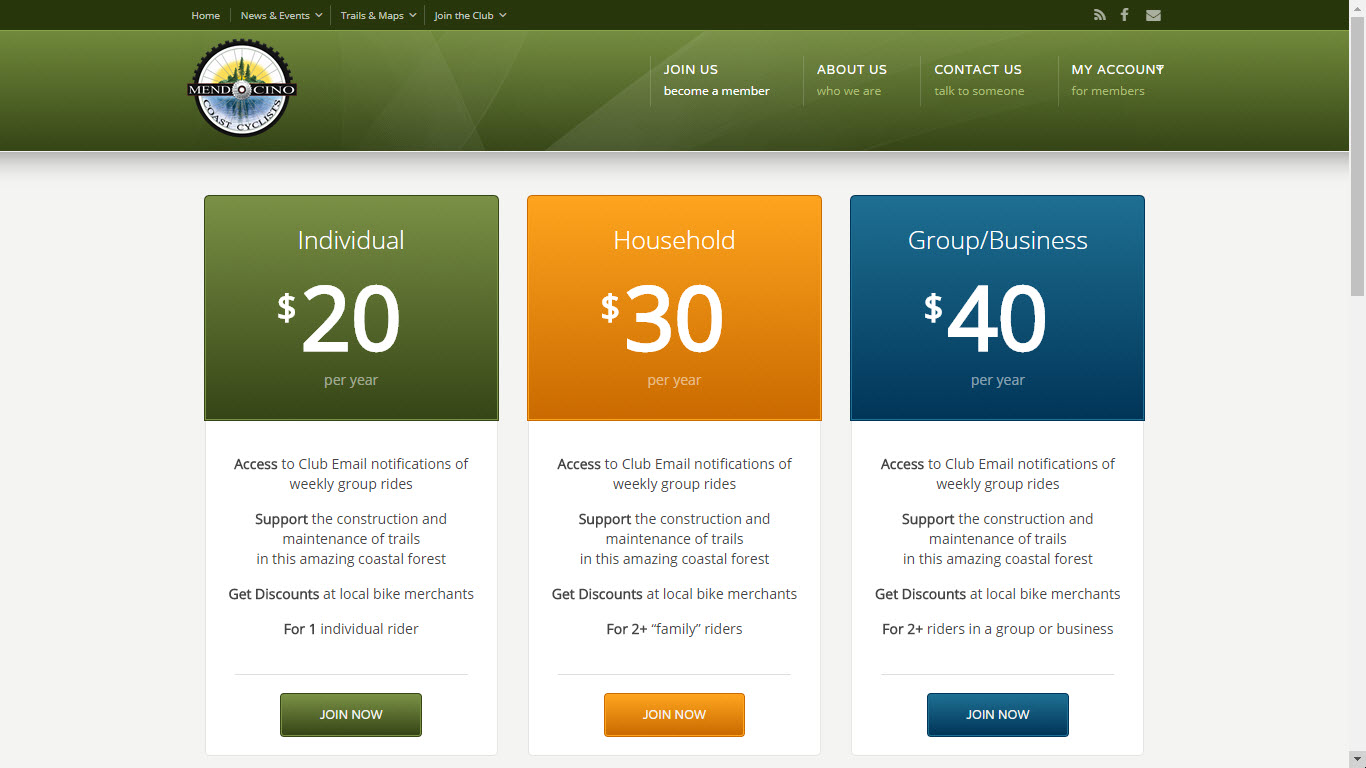 Home
News & Events
Trails & Maps
Join the Club
MENDOCINO
COAST CYCLISTS
JOIN US
become a member
ABOUT US
who we are
CONTACT US
talk to someone
MY ACCOUNT
for members
Individual
$20
per year
Access to Club Email notifications of
weekly group rides
Support the construction and
maintenance of trails
in this amazing coastal forest
Get Discounts at local bike merchants
For 1 individual rider
JOIN NOW
Household
$30
per year
Access to Club Email notifications of
weekly group rides
Support the construction and
maintenance of trails
in this amazing coastal forest
Get Discounts at local bike merchants
For 2+ “family” riders
JOIN NOW
Group/Business
$40
per year
Access to Club Email notifications of
weekly group rides
Support the construction and
maintenance of trails
in this amazing coastal forest
Get Discounts at local bike merchants
For 2+ riders in a group or business
JOIN NOW